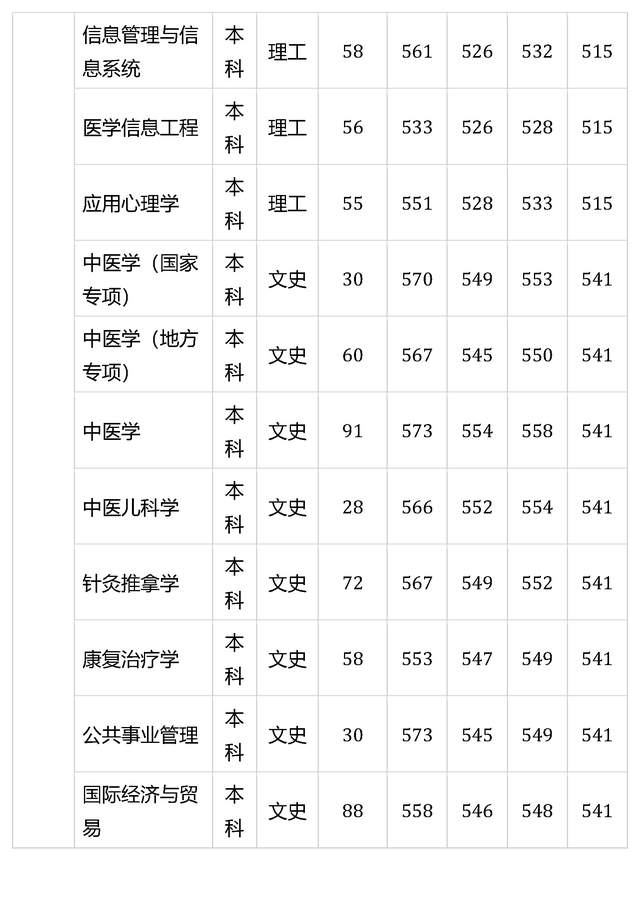 信息管理与信息系统 本科 理工 58 561 526 532 515
医学信息工程 本科 理工 56 533 526 528 515
应用心理学 本科 理工 55 551 528 533 515
中医学（国家专项） 本科 文史 30 570 549 553 541
中医学（地方专项） 本科 文史 60 567 545 550 541
中医学 本科 文史 91 573 554 558 541
中医儿科学 本科 文史 28 566 552 554 541
针灸推拿学 本科 文史 72 567 549 552 541
康复治疗学 本科 文史 58 553 547 549 541
公共事业管理 本科 文史 30 573 545 549 541
国际经济与贸易 本科 文史 88 558 546 548 541